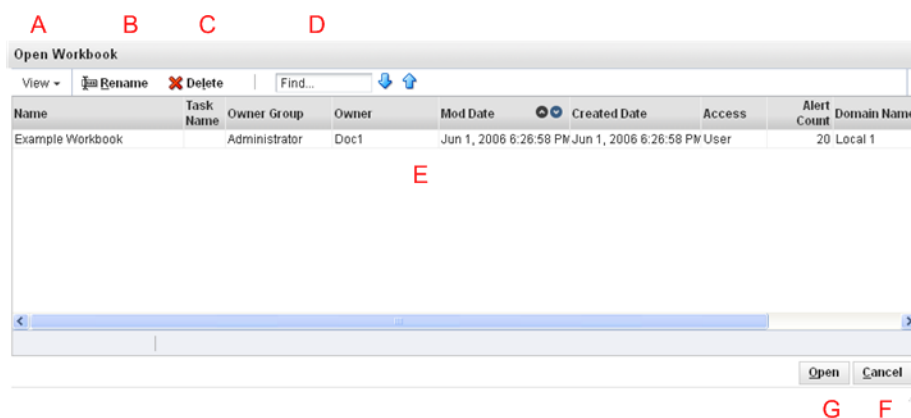 A B C D
Open Workbook
View Rename Delete Find...
Name Task Name Owner Group Owner Mod Date Created Date Access Alert Count Domain Name
Example Workbook Administrator Doc1 Jun 1, 2006 6:26:58 PM Jun 1, 2006 6:26:58 PM User 20 Local 1
E
Open Cancel
G F